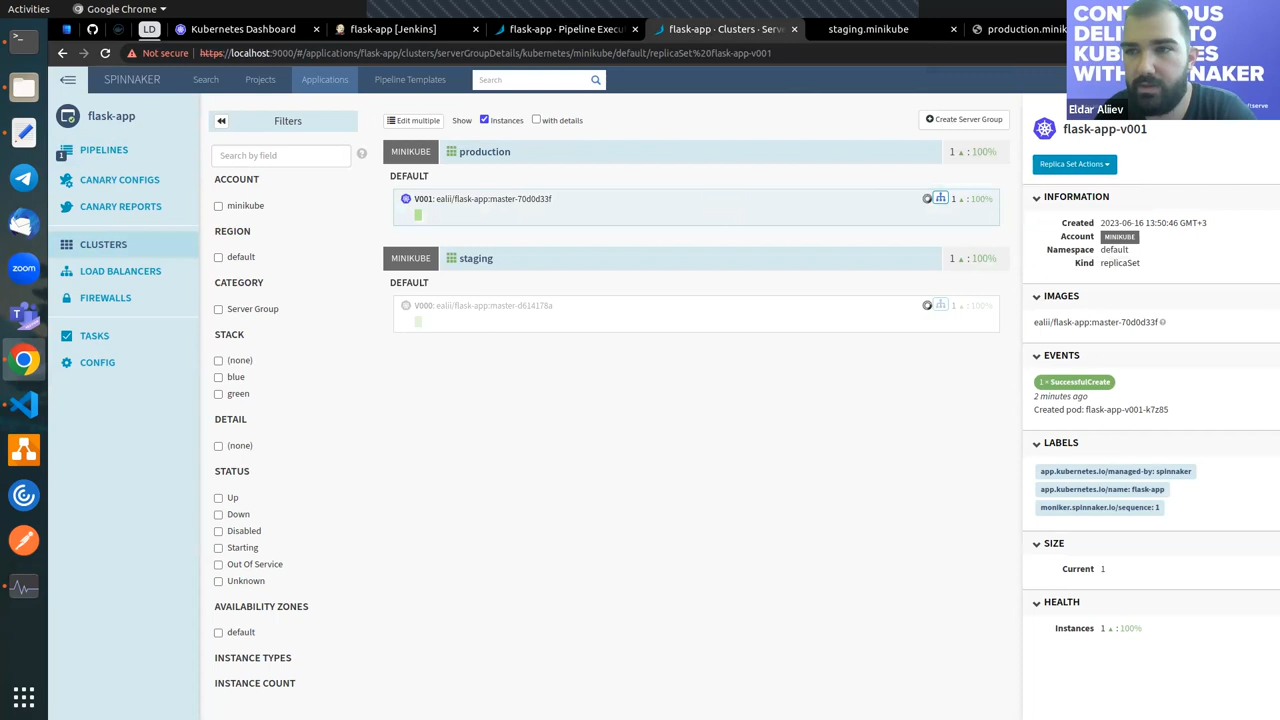 Activities
Google Chrome
LD
Kubernetes Dashboard
flask-app [Jenkins]
flask-app · Pipeline Execu
flask-app · Clusters · Serve
staging.minikube
production.mini
Not secure
https://localhost:9000/#/applications/flask-app/clusters/serverGroupDetails/kubernetes/minikube/default/replicaSet%20flask-app-v001
SPINNAKER
Search
Projects
Applications
Pipeline Templates
Search
flask-app
1
PIPELINES
CANARY CONFIGS
CANARY REPORTS
CLUSTERS
LOAD BALANCERS
FIREWALLS
TASKS
CONFIG
zoom
Filters
Search by field
ACCOUNT
minikube
REGION
default
CATEGORY
Server Group
STACK
(none)
blue
green
DETAIL
(none)
STATUS
Up
Down
Disabled
Starting
Out Of Service
Unknown
AVAILABILITY ZONES
default
INSTANCE TYPES
INSTANCE COUNT
Edit multiple
Show
Instances
with details
Create Server Group
MINIKUBE
production
1 ▲ : 100%
DEFAULT
V001: ealii/flask-app:master-70d0d33f
1 ▲ : 100%
MINIKUBE
staging
1 ▲ : 100%
DEFAULT
V000: ealii/flask-app:master-d614178a
1 ▲ : 100%
Eldar Aliiev
flask-app-v001
Replica Set Actions
INFORMATION
Created 2023-06-16 13:50:46 GMT+3
Account MINIKUBE
Namespace default
Kind replicaSet
IMAGES
ealii/flask-app:master-70d0d33f
EVENTS
1 × SuccessfulCreate
2 minutes ago
Created pod: flask-app-v001-k7z85
LABELS
app.kubernetes.io/managed-by: spinnaker
app.kubernetes.io/name: flask-app
moniker.spinnaker.io/sequence: 1
SIZE
Current 1
HEALTH
Instances 1 ▲ : 100%